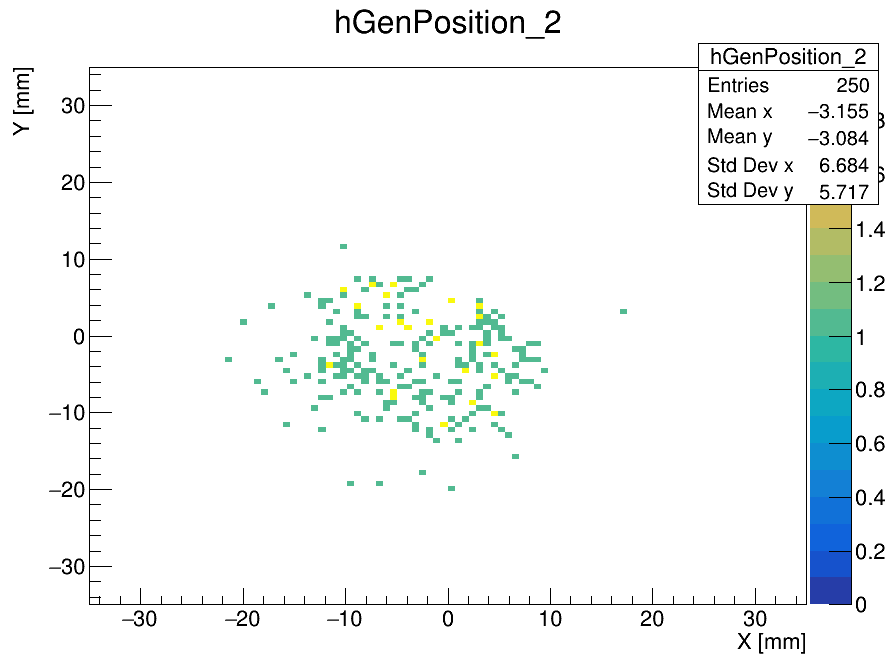 hGenPosition_2
hGenPosition_2
Entries 250
Mean x −3.155
Mean y −3.084
Std Dev x 6.684
Std Dev y 5.717
Y [mm]
30
20
10
0
−10
−20
−30
−30 −20 −10 0 10 20 30
X [mm]
1.4
1.2
1
0.8
0.6
0.4
0.2
0